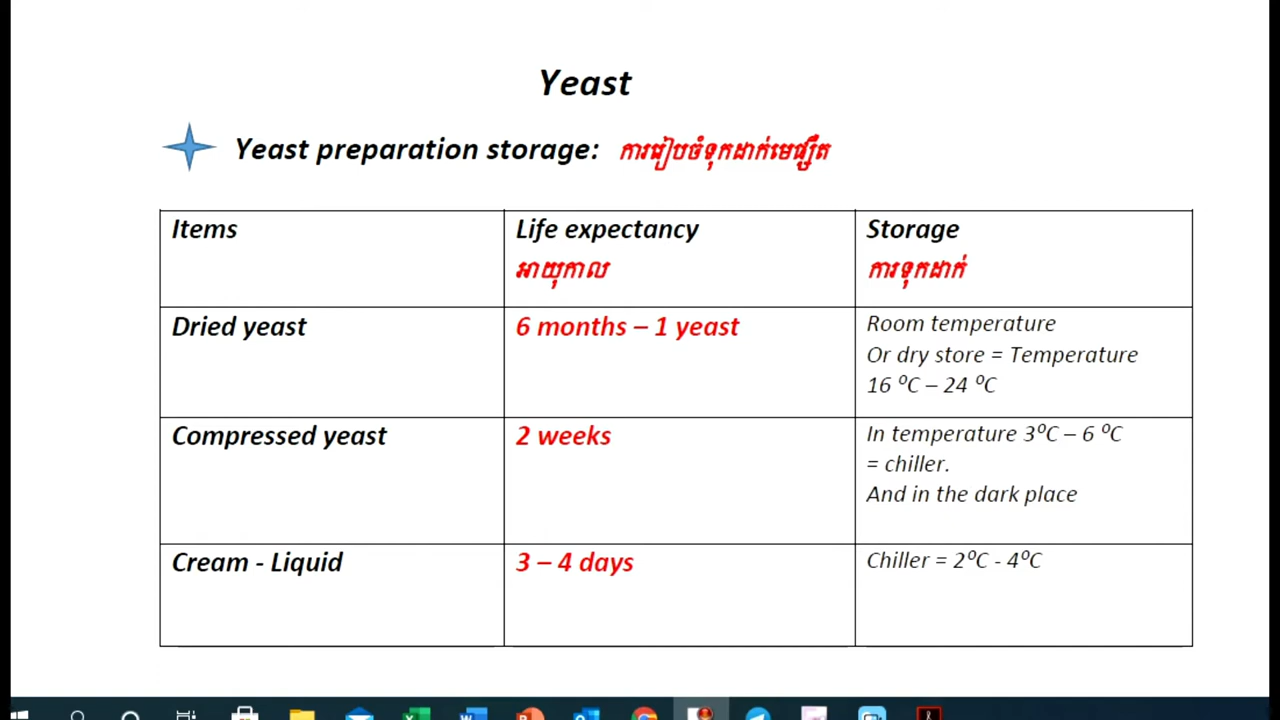 Yeast
Yeast preparation storage: ការរៀបចំទុកដាក់មេផ្សិត
Items
Life expectancy
អាយុកាល
Storage
ការទុកដាក់
Dried yeast
6 months – 1 yeast
Room temperature
Or dry store = Temperature
16 ⁰C – 24 ⁰C
Compressed yeast
2 weeks
In temperature 3⁰C – 6 ⁰C
= chiller.
And in the dark place
Cream - Liquid
3 – 4 days
Chiller = 2⁰C - 4⁰C